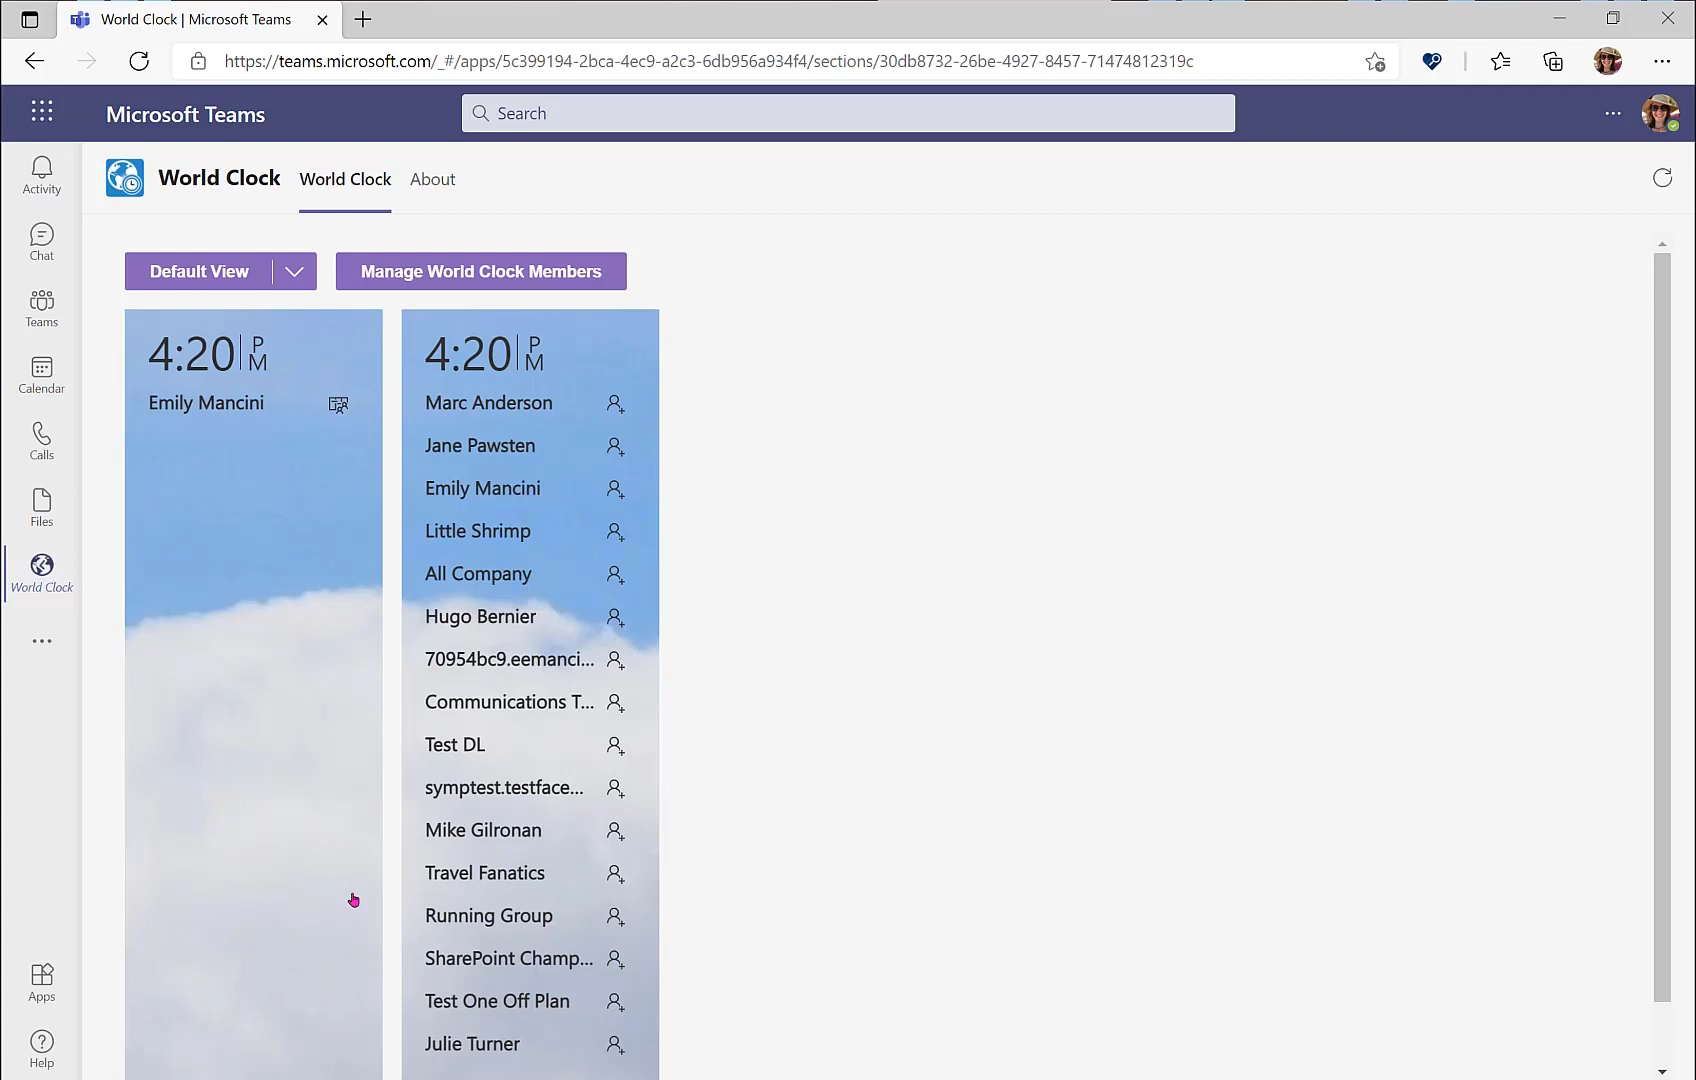 World Clock | Microsoft Teams
https://teams.microsoft.com/_#/apps/5c399194-2bca-4ec9-a2c3-6db956a934f4/sections/30db8732-26be-4927-8457-71474812319c
Microsoft Teams
Search
World Clock
World Clock
About
Activity
Chat
Teams
Calendar
Calls
Files
World Clock
Apps
Help
Default View
Manage World Clock Members
4:20 PM
Emily Mancini
4:20 PM
Marc Anderson
Jane Pawsten
Emily Mancini
Little Shrimp
All Company
Hugo Bernier
70954bc9.eemanci...
Communications T...
Test DL
symptest.testface...
Mike Gilronan
Travel Fanatics
Running Group
SharePoint Champ...
Test One Off Plan
Julie Turner